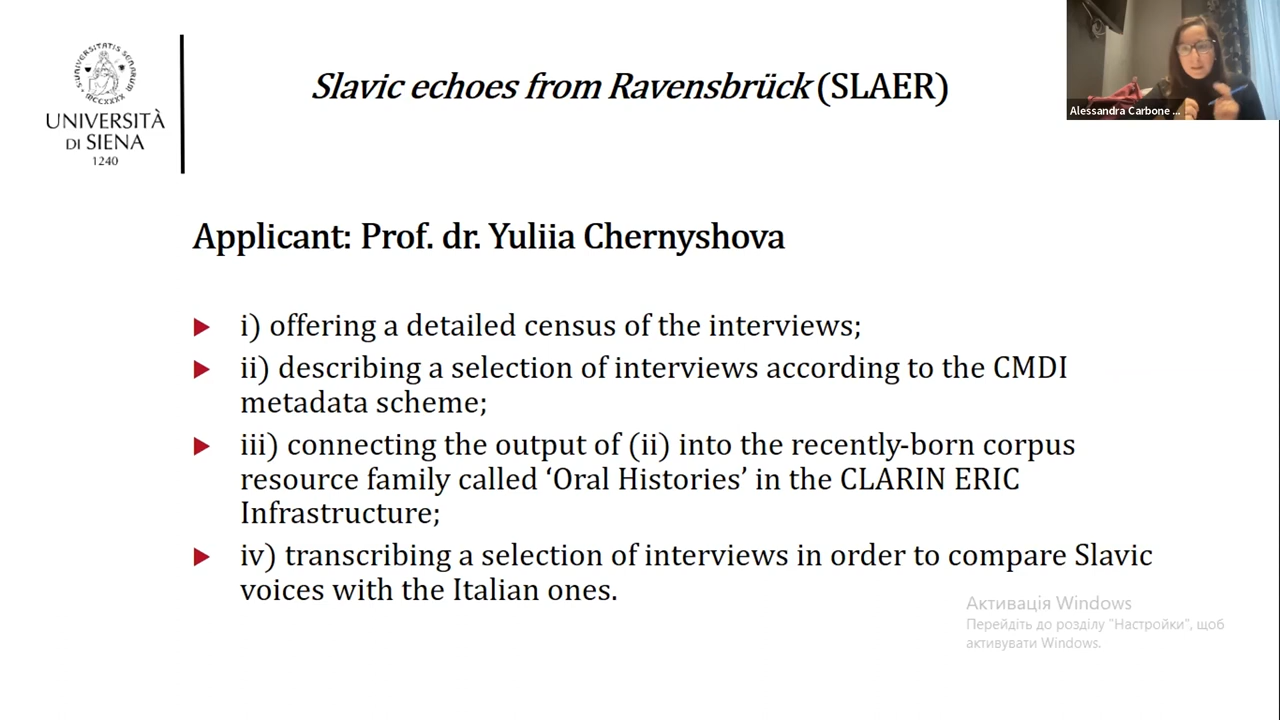 Slavic echoes from Ravensbrück (SLAER)
Alessandra Carbone ...
UNIVERSITÀ
DI SIENA
1240
Applicant: Prof. dr. Yuliia Chernyshova
i) offering a detailed census of the interviews;
ii) describing a selection of interviews according to the CMDI
metadata scheme;
iii) connecting the output of (ii) into the recently-born corpus
resource family called ‘Oral Histories’ in the CLARIN ERIC
Infrastructure;
iv) transcribing a selection of interviews in order to compare Slavic
voices with the Italian ones.
Активація Windows
Перейдіть до розділу "Настройки", щоб
активувати Windows.